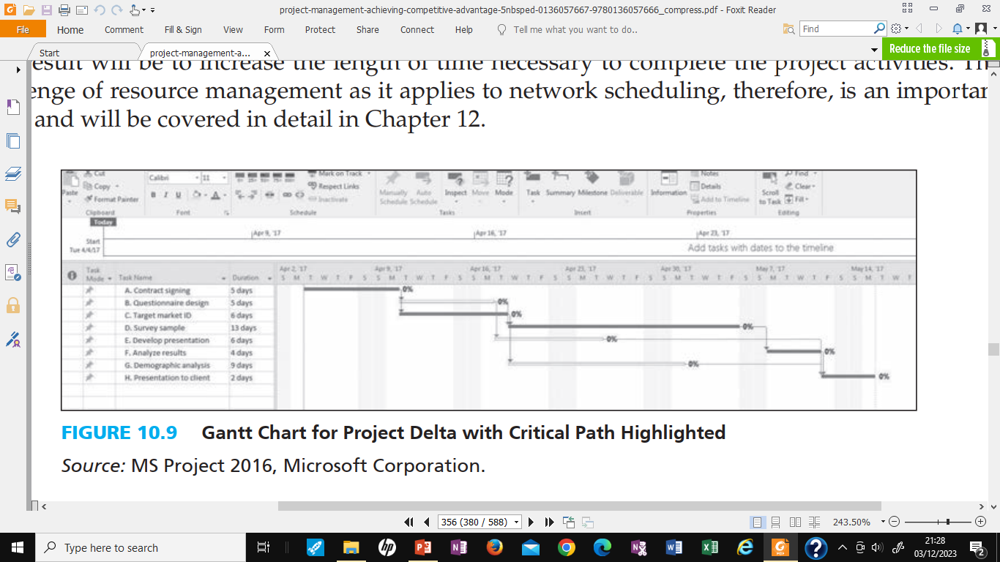 project-management-achieving-competitive-advantage-5nbsped-0136057667-9780136057666_compress.pdf - Foxit Reader
File Home Comment Fill & Sign View Form Protect Share Connect Help Tell me what you want to do.. Find
Start project-management-a... Reduce the file size
esult will be to increase the length of time necessary to complete the project activities. Th
enge of resource management as it applies to network scheduling, therefore, is an importan
and will be covered in detail in Chapter 12.
Cut Calibri 11 Mark on Track Notes Find
Copy Respect Links Details Clear
Paste Format Painter B I U Inactivate Manually Schedule Auto Schedule Inspect Move Mode Task Summary Milestone Deliverable Information Add to Timeline Scroll to Task Fill
Clipboard Font Schedule Tasks Insert Properties Editing
Today
Apr 9, '17 Apr 16, '17 Apr 23, '17
Start
Tue 4/4/17
Add tasks with dates to the timeline
Task Mode Task Name Duration
Apr 2, '17 Apr 9, '17 Apr 16, '17 Apr 23, '17 Apr 30, '17 May 7, '17 May 14, '17
S M T W T F S S M T W T F S S M T W T F S S M T W T F S S M T W T F S S M T W T F S S M T W T F
A. Contract signing 5 days 0%
B. Questionnaire design 5 days 0%
C. Target market ID 6 days 0%
D. Survey sample 13 days 0%
E. Develop presentation 6 days 0%
F. Analyze results 4 days 0%
G. Demographic analysis 9 days 0%
H. Presentation to client 2 days 0%
FIGURE 10.9 Gantt Chart for Project Delta with Critical Path Highlighted
Source: MS Project 2016, Microsoft Corporation.
356 (380 / 588) 243.50%
Type here to search
21:28
03/12/2023
2